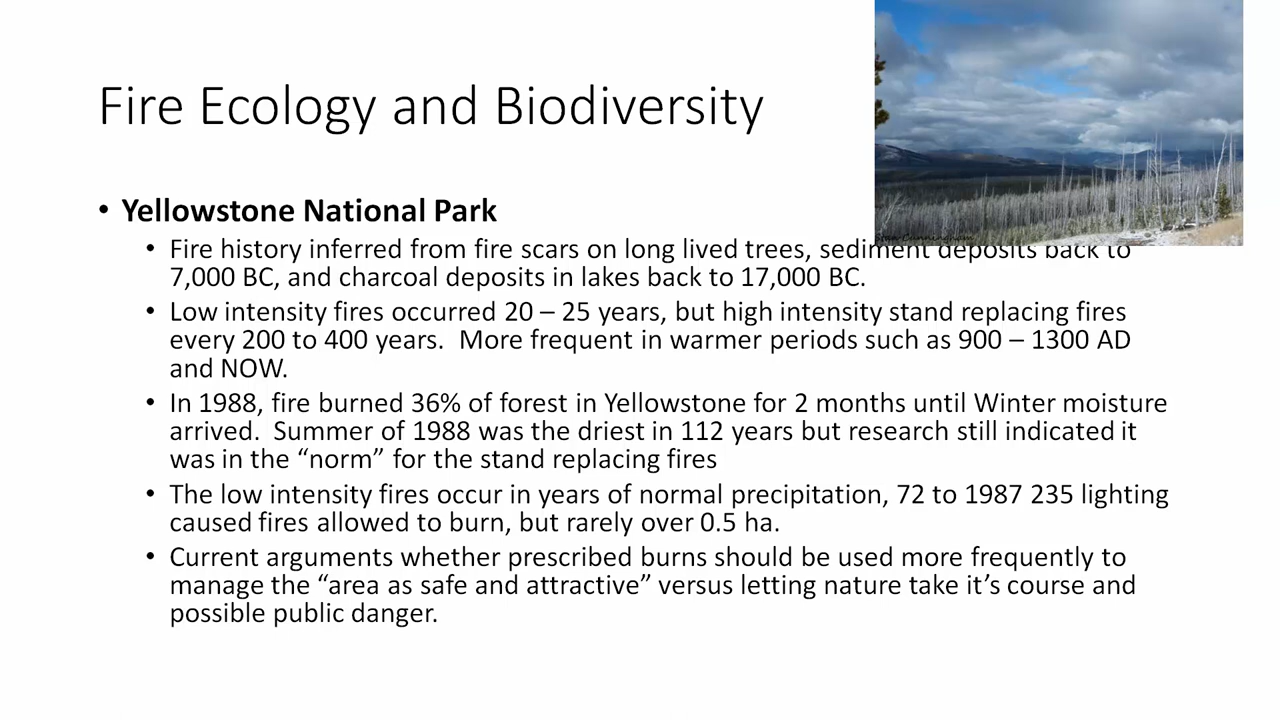 Fire Ecology and Biodiversity
• Yellowstone National Park
• Fire history inferred from fire scars on long lived trees, sediment deposits back to
7,000 BC, and charcoal deposits in lakes back to 17,000 BC.
• Low intensity fires occurred 20 – 25 years, but high intensity stand replacing fires
every 200 to 400 years.  More frequent in warmer periods such as 900 – 1300 AD
and NOW.
• In 1988, fire burned 36% of forest in Yellowstone for 2 months until Winter moisture
arrived.  Summer of 1988 was the driest in 112 years but research still indicated it
was in the “norm” for the stand replacing fires
• The low intensity fires occur in years of normal precipitation, 72 to 1987 235 lighting
caused fires allowed to burn, but rarely over 0.5 ha.
• Current arguments whether prescribed burns should be used more frequently to
manage the “area as safe and attractive” versus letting nature take it’s course and
possible public danger.
Cunningham